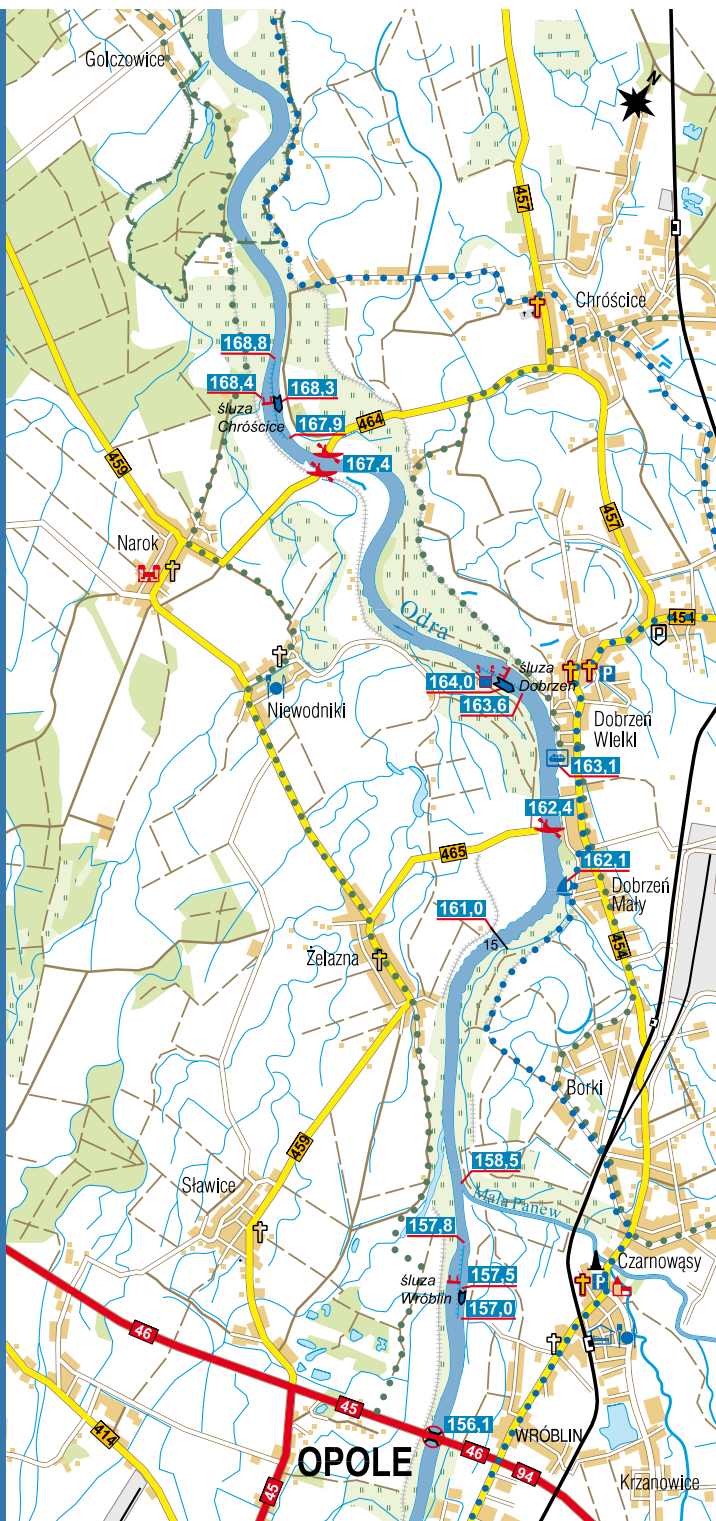 Golczowice
N
457
Chróścice
168,8
168,4
168,3
śluza
Chróścice
167,9
464
167,4
459
457
Narok
Odra
454
P
śluza
Dobrzeń
164,0
163,6
P
Niewodniki
Dobrzeń
Wielki
163,1
162,4
465
162,1
Dobrzeń
Mały
161,0
15
454
Żelazna
Borki
459
158,5
Mała Panew
Sławice
157,8
Czarnowąsy
śluza
Wróblin
157,5
157,0
P
46
45
156,1
414
OPOLE
46
WRÓBLIN
94
45
Krzanowice